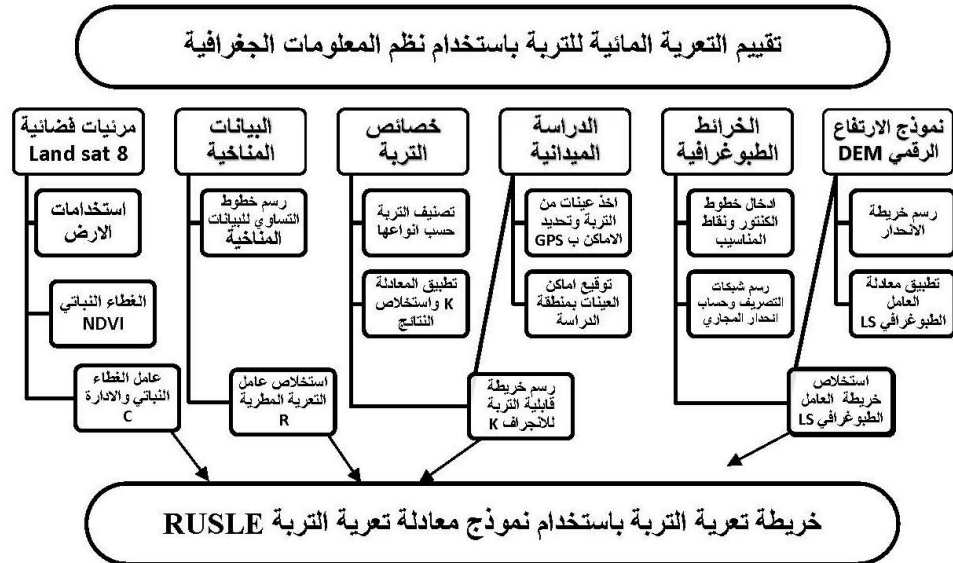 تقييم التعرية المائية للتربة باستخدام نظم المعلومات الجغرافية
نموذج الارتفاع
الرقمي DEM
الخرائط
الطبوغرافية
الدراسة
الميدانية
خصائص
التربة
البيانات
المناخية
مرئيات فضائية
Land sat 8
رسم خريطة
الانحدار
ادخال خطوط
الكنتور ونقاط
المناسيب
اخذ عينات من
التربة وتحديد
الاماكن ب GPS
تصنيف التربة
حسب انواعها
رسم خطوط
التساوي للبيانات
المناخية
استخدامات
الارض
تطبيق معادلة
العامل
الطبوغرافي LS
رسم شبكات
التصريف وحساب
انحدار المجاري
توقيع اماكن
العينات بمنطقة
الدراسة
تطبيق المعادلة
K واستخلاص
النتائج
الغطاء النباتي
NDVI
استخلاص
خريطة العامل
الطبوغرافي LS
رسم خريطة
قابلية التربة
للانجراف K
استخلاص عامل
التعرية المطرية
R
عامل الغطاء
النباتي والادارة
C
خريطة تعرية التربة باستخدام نموذج معادلة تعرية التربة RUSLE